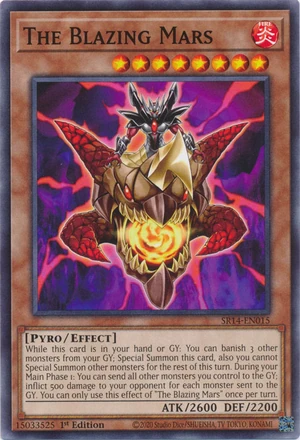 THE BLAZING MARS
FIRE
炎
SR14-EN015
[PYRO/EFFECT]
While this card is in your hand or GY: You can banish 3 other
monsters from your GY; Special Summon this card, also you cannot
Special Summon other monsters for the rest of this turn. During
your Main Phase 1: You can send all other monsters you control to the GY;
inflict 500 damage to your opponent for each monster sent to the
GY. You can only use this effect of "The Blazing Mars" once per turn.
ATK/2600 DEF/2200
15033525 1st Edition ©2020 Studio Dice/SHUEISHA, TV TOKYO, KONAMI